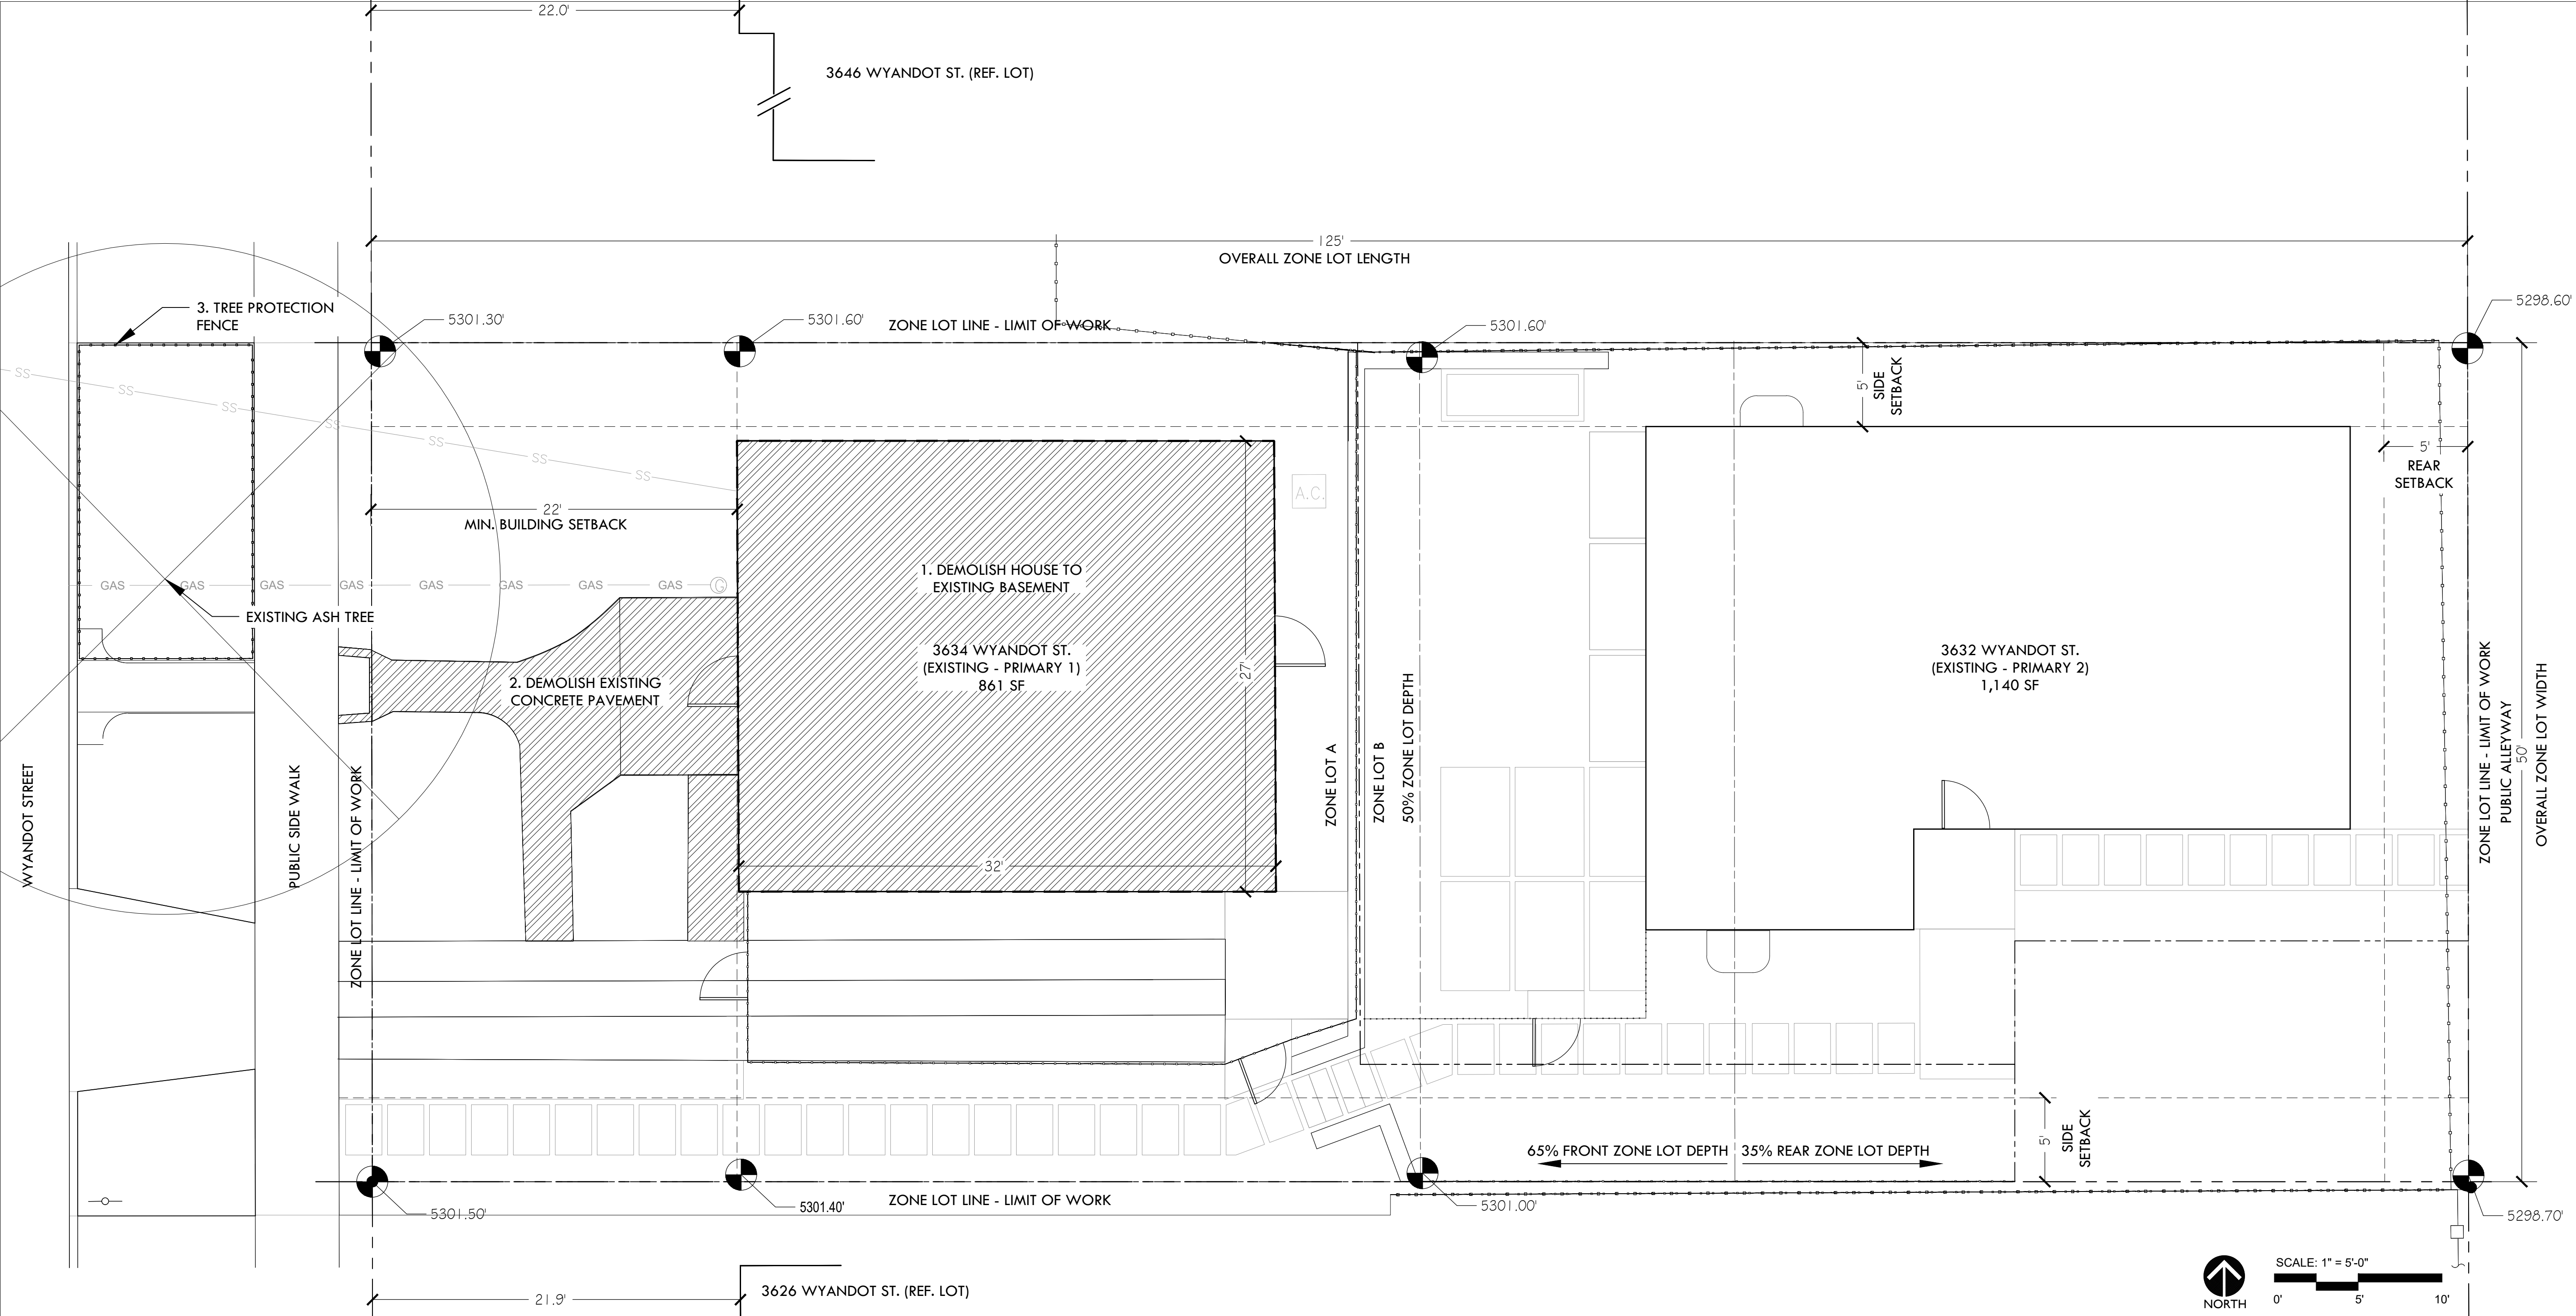 22.0'
3646 WYANDOT ST. (REF. LOT)
125'
OVERALL ZONE LOT LENGTH
3. TREE PROTECTION
FENCE
5301.30'
5301.60'
ZONE LOT LINE - LIMIT OF WORK
5301.60'
5298.60'
SS
SS
SS
SS
SS
SS
SS
5'
SIDE
SETBACK
5'
REAR
SETBACK
22'
MIN. BUILDING SETBACK
A.C.
GAS
GAS
GAS
GAS
GAS
GAS
GAS
GAS
G
EXISTING ASH TREE
1. DEMOLISH HOUSE TO
EXISTING BASEMENT
3634 WYANDOT ST.
(EXISTING - PRIMARY 1)
861 SF
27'
32'
2. DEMOLISH EXISTING
CONCRETE PAVEMENT
3632 WYANDOT ST.
(EXISTING - PRIMARY 2)
1,140 SF
WYANDOT STREET
PUBLIC SIDE WALK
ZONE LOT LINE - LIMIT OF WORK
ZONE LOT A
ZONE LOT B
50% ZONE LOT DEPTH
ZONE LOT LINE - LIMIT OF WORK
PUBLIC ALLEYWAY
50'
OVERALL ZONE LOT WIDTH
65% FRONT ZONE LOT DEPTH
35% REAR ZONE LOT DEPTH
5'
SIDE
SETBACK
5301.50'
5301.40'
ZONE LOT LINE - LIMIT OF WORK
5301.00'
5298.70'
21.9'
3626 WYANDOT ST. (REF. LOT)
NORTH
SCALE: 1" = 5'-0"
0'
5'
10'